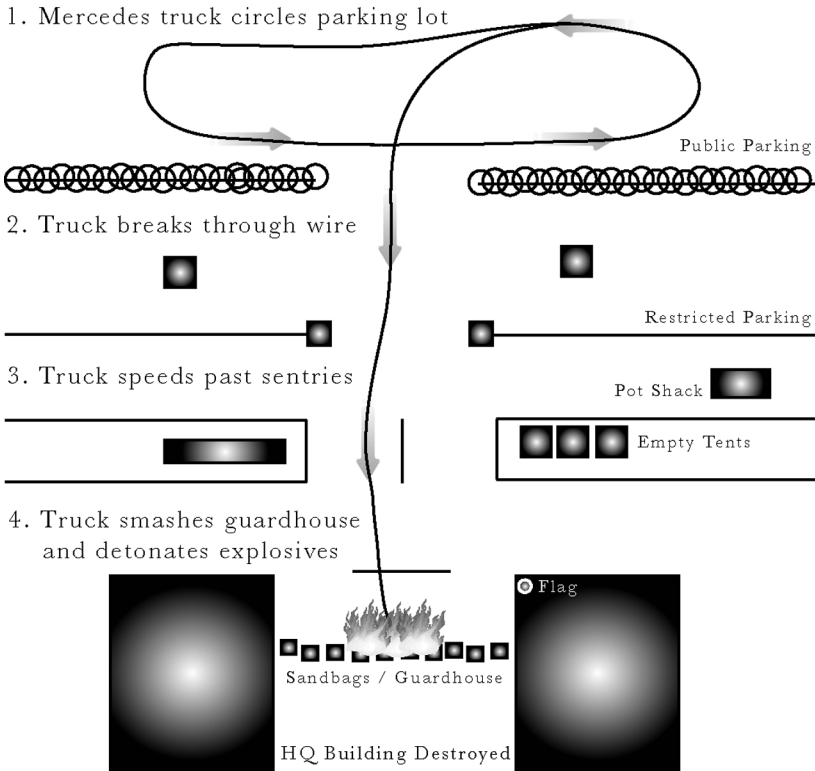 1. Mercedes truck circles parking lot
Public Parking
2. Truck breaks through wire
Restricted Parking
3. Truck speeds past sentries
Pot Shack
Empty Tents
4. Truck smashes guardhouse
and detonates explosives
Flag
Sandbags / Guardhouse
HQ Building Destroyed